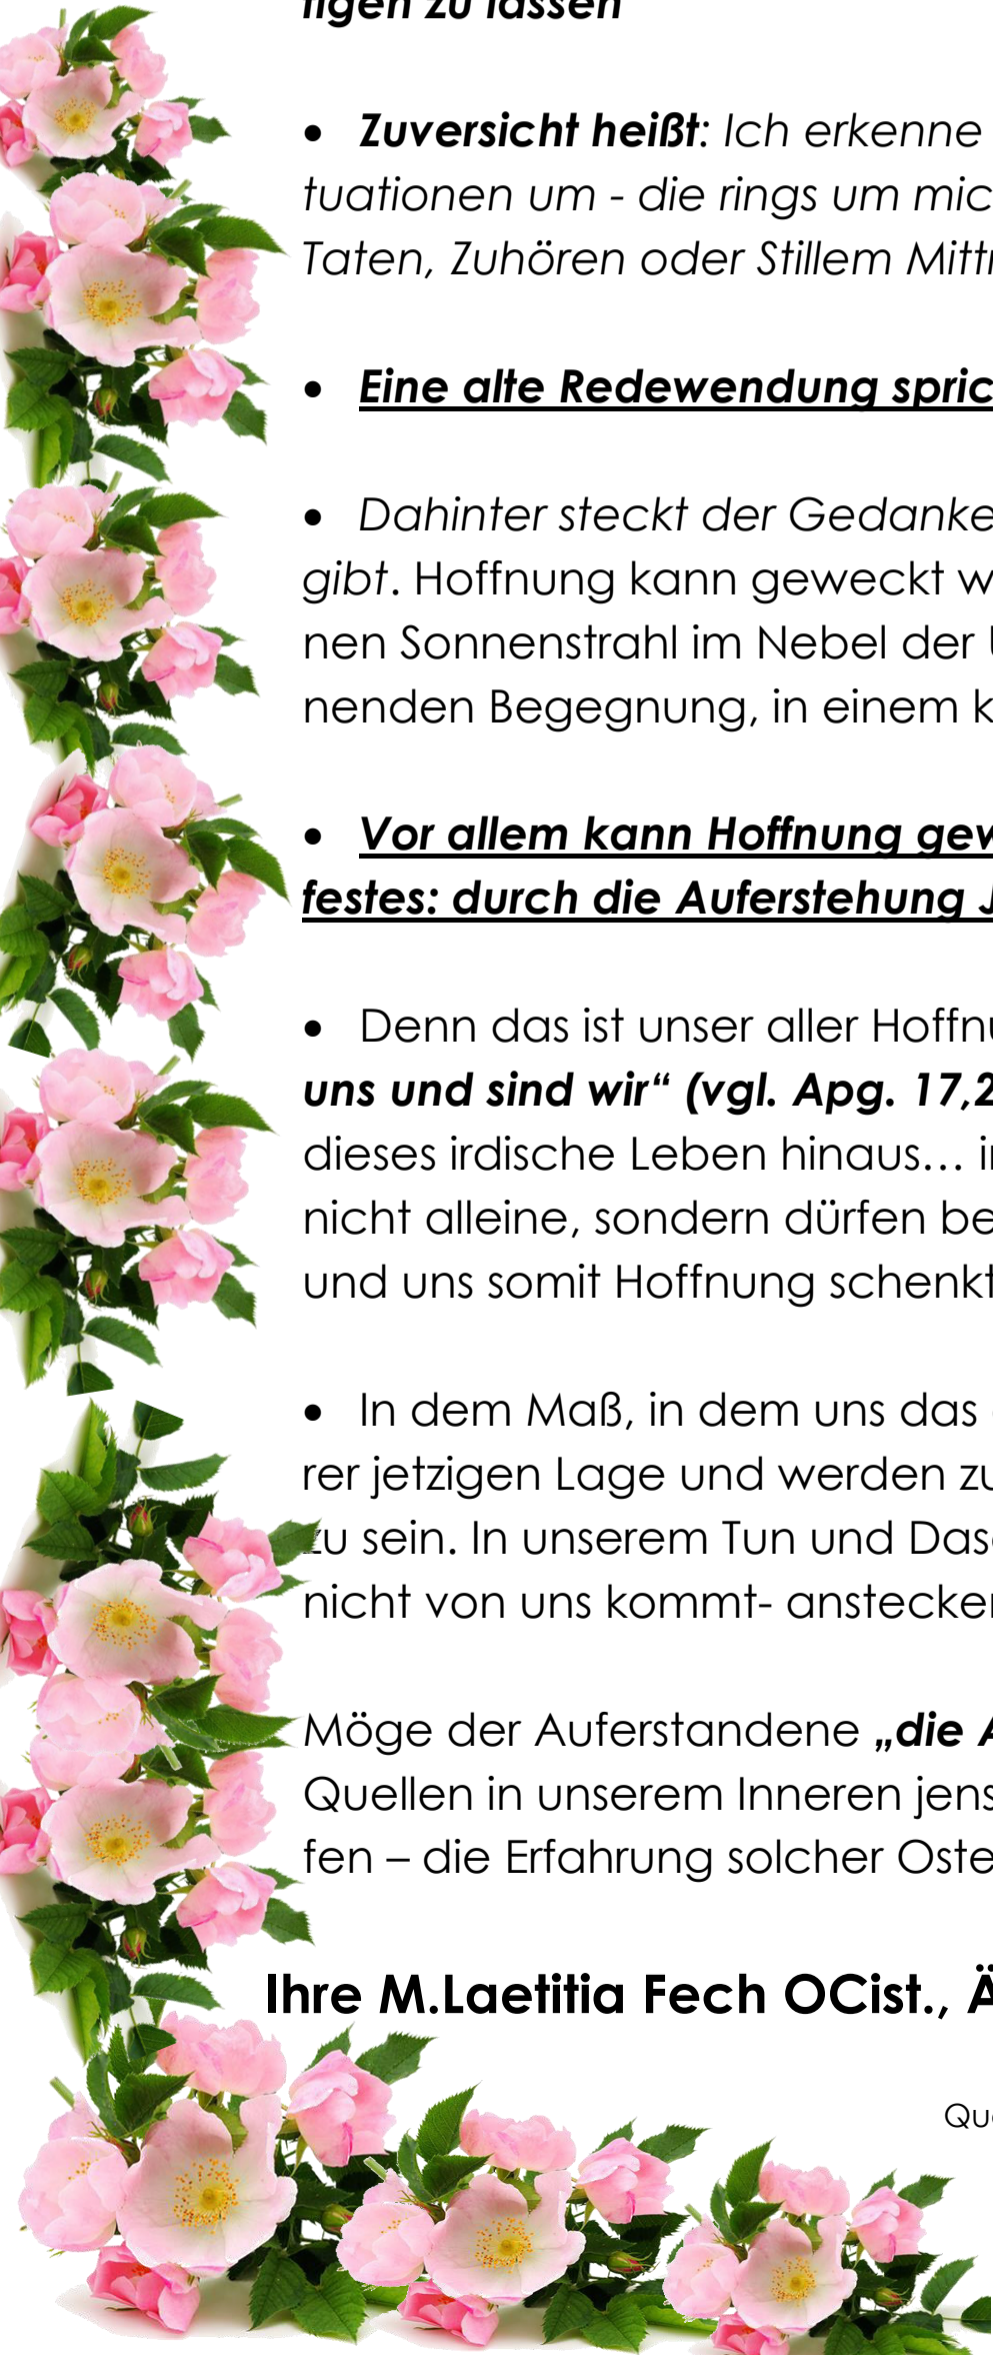 tigen zu lassen
• Zuversicht heißt: Ich erkenne
tuationen um - die rings um mic
Taten, Zuhören oder Stillem Mitt
• Eine alte Redewendung spric
• Dahinter steckt der Gedanke
gibt. Hoffnung kann geweckt w
nen Sonnenstrahl im Nebel der
nenden Begegnung, in einem k
• Vor allem kann Hoffnung gew
festes: durch die Auferstehung J
• Denn das ist unser aller Hoffnu
uns und sind wir“ (vgl. Apg. 17,2
dieses irdische Leben hinaus… i
nicht alleine, sondern dürfen be
und uns somit Hoffnung schenkt
• In dem Maß, in dem uns das
rer jetzigen Lage und werden zu
zu sein. In unserem Tun und Das
nicht von uns kommt- anstecke
Möge der Auferstandene „die A
Quellen in unserem Inneren jens
fen – die Erfahrung solcher Oste
Ihre M.Laetitia Fech OCist., Ä
Que